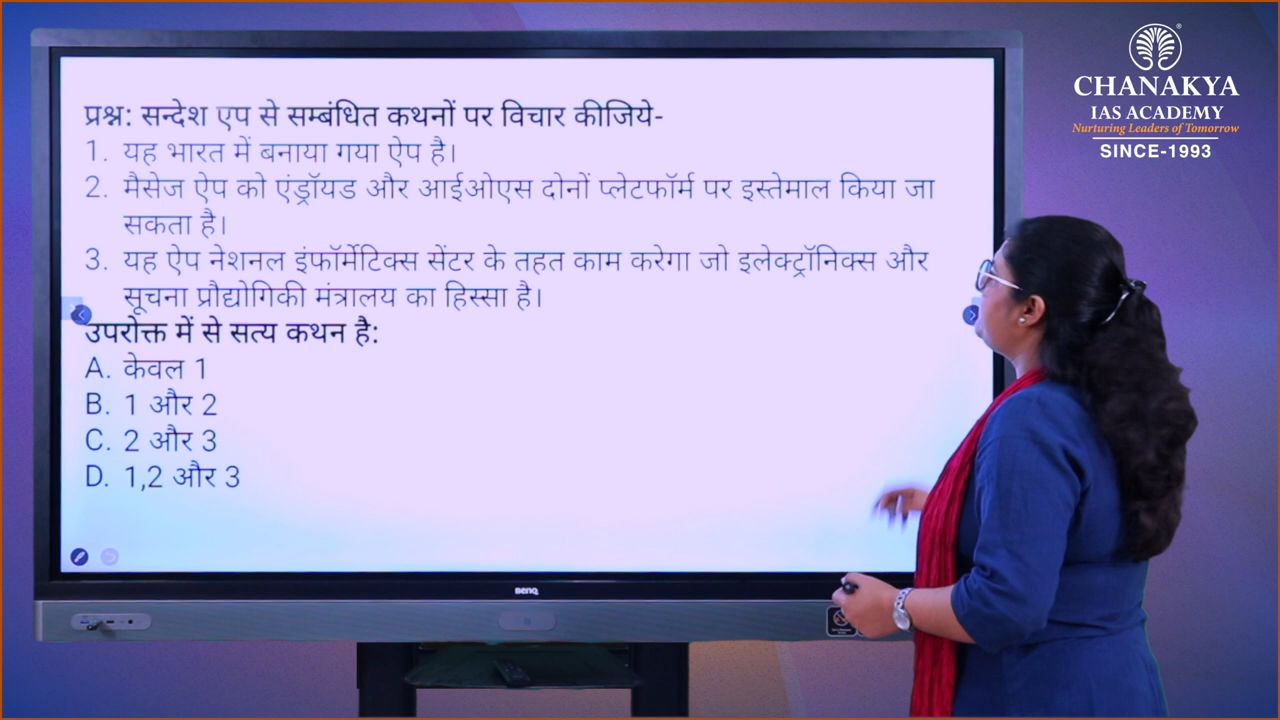 CHANAKYA
IAS ACADEMY
Nurturing Leaders of Tomorrow
SINCE-1993
प्रश्न: सन्देश एप से सम्बंधित कथनों पर विचार कीजिये-
1. यह भारत में बनाया गया ऐप है।
2. मैसेज ऐप को एंड्रॉयड और आईओएस दोनों प्लेटफॉर्म पर इस्तेमाल किया जा
सकता है।
3. यह ऐप नेशनल इंफॉर्मेटिक्स सेंटर के तहत काम करेगा जो इलेक्ट्रॉनिक्स और
सूचना प्रौद्योगिकी मंत्रालय का हिस्सा है।
उपरोक्त में से सत्य कथन है:
A. केवल 1
B. 1 और 2
C. 2 और 3
D. 1,2 और 3
BenQ